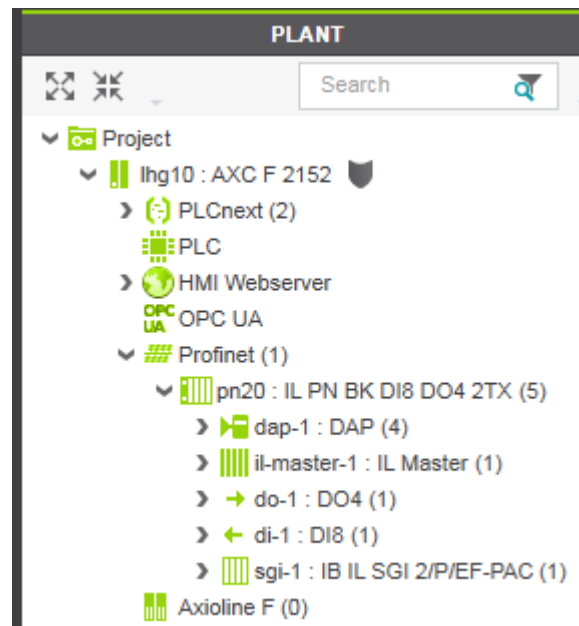 PLANT
Search
Project
lhg10 : AXC F 2152
PLCnext (2)
PLC
HMI Webserver
OPC UA OPC UA
Profinet (1)
pn20 : IL PN BK DI8 DO4 2TX (5)
dap-1 : DAP (4)
il-master-1 : IL Master (1)
do-1 : DO4 (1)
di-1 : DI8 (1)
sgi-1 : IB IL SGI 2/P/EF-PAC (1)
Axioline F (0)